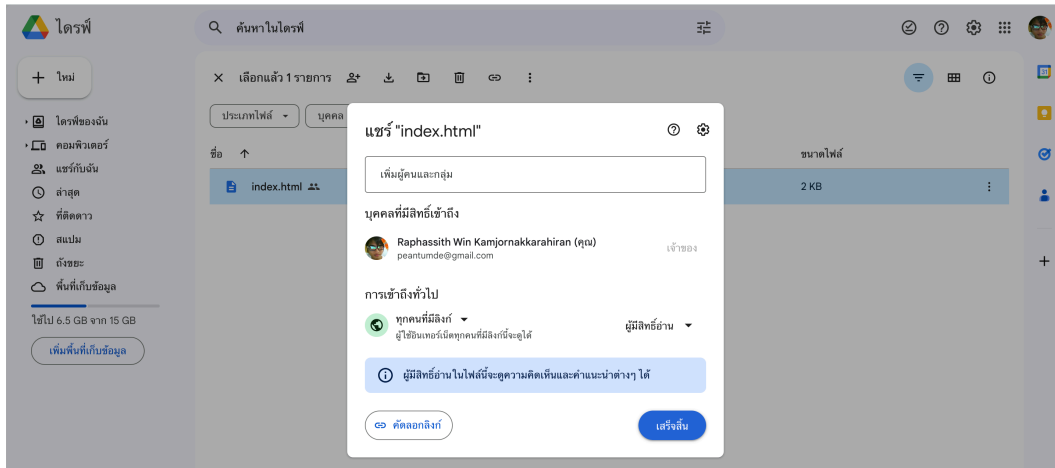 ไดรฟ์
ค้นหาในไดรฟ์
ใหม่
เลือกแล้ว 1 รายการ
ประเภทไฟล์
บุคคล
ไดรฟ์ของฉัน
คอมพิวเตอร์
แชร์กับฉัน
ล่าสุด
ที่ติดดาว
สแปม
ถังขยะ
พื้นที่เก็บข้อมูล
ใช้ไป 6.5 GB จาก 15 GB
เพิ่มพื้นที่เก็บข้อมูล
ชื่อ
ขนาดไฟล์
index.html
2 KB
แชร์ "index.html"
เพิ่มผู้คนและกลุ่ม
บุคคลที่มีสิทธิ์เข้าถึง
Raphassith Win Kamjornakkarahiran (คุณ)
peantumde@gmail.com
เจ้าของ
การเข้าถึงทั่วไป
ทุกคนที่มีลิงก์
ผู้ใช้อินเทอร์เน็ตทุกคนที่มีลิงก์นี้จะดูได้
ผู้มีสิทธิ์อ่าน
ผู้มีสิทธิ์อ่านในไฟล์นี้จะดูความคิดเห็นและคำแนะนำต่างๆ ได้
คัดลอกลิงก์
เสร็จสิ้น
31